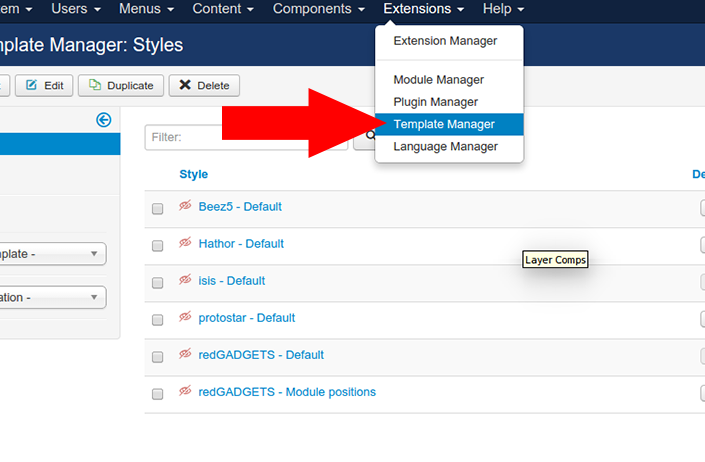 em Users Menus Content Components Extensions Help
mplate Manager: Styles
Extension Manager
Module Manager
Plugin Manager
Template Manager
Language Manager
Edit Duplicate Delete
Filter:
Style De
Beez5 - Default
Hathor - Default
plate -
Layer Comps
isis - Default
ation -
protostar - Default
redGADGETS - Default
redGADGETS - Module positions